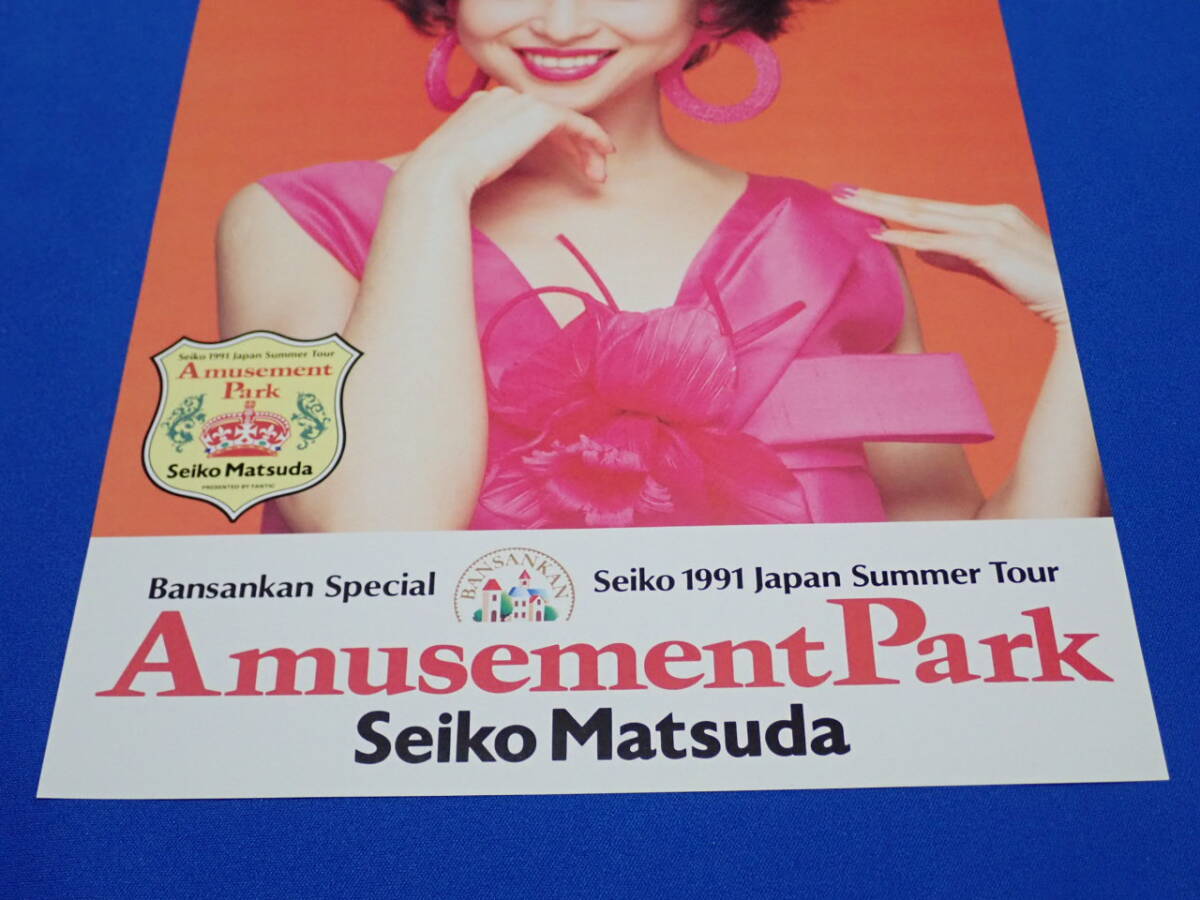 Seiko 1991 Japan Summer Tour
Amusement
Park
Seiko Matsuda
PRESENTED BY FANTIC
Bansankan Special
BANSANKAN
Seiko 1991 Japan Summer Tour
Amusement Park
Seiko Matsuda